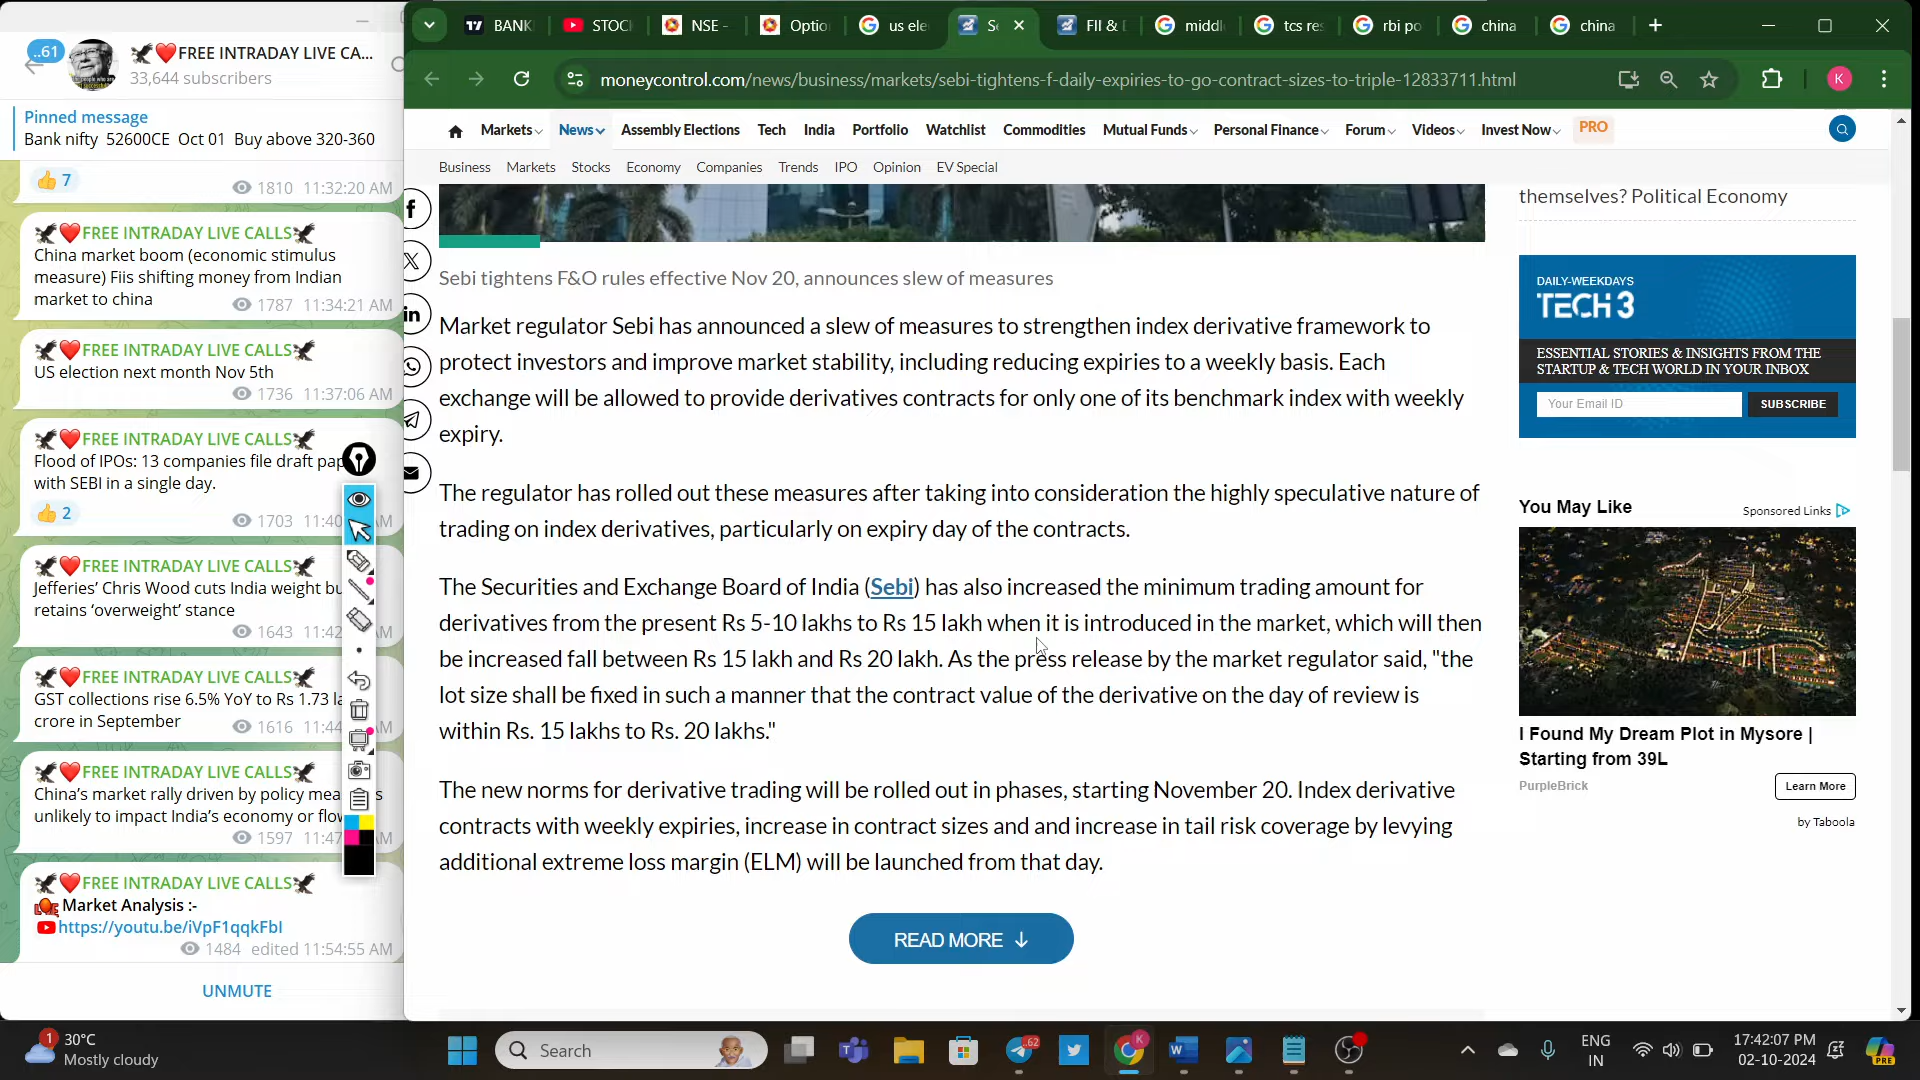 ..61
FREE INTRADAY LIVE CA...
33,644 subscribers
Pinned message
Bank nifty 52600CE Oct 01 Buy above 320-360
7
1810 11:32:20 AM
FREE INTRADAY LIVE CALLS
China market boom (economic stimulus
measure) Fiis shifting money from Indian
market to china
1787 11:34:21 AM
FREE INTRADAY LIVE CALLS
US election next month Nov 5th
1736 11:37:06 AM
FREE INTRADAY LIVE CALLS
Flood of IPOs: 13 companies file draft pap
with SEBI in a single day.
2
1703 11:40 M
FREE INTRADAY LIVE CALLS
Jefferies' Chris Wood cuts India weight bu
retains 'overweight' stance
1643 11:42 M
FREE INTRADAY LIVE CALLS
GST collections rise 6.5% YoY to Rs 1.73 la
crore in September
1616 11:44 M
FREE INTRADAY LIVE CALLS
China's market rally driven by policy mea s
unlikely to impact India's economy or flo
1597 11:47 M
FREE INTRADAY LIVE CALLS
LIVE Market Analysis :-
https://youtu.be/iVpF1qqkFbI
1484 edited 11:54:55 AM
UNMUTE
BANK
STOC
NSE -
Optio
us ele
Se
FII & D
middl
tcs res
rbi po
china
china
moneycontrol.com/news/business/markets/sebi-tightens-f-daily-expiries-to-go-contract-sizes-to-triple-12833711.html
K
Markets News Assembly Elections Tech India Portfolio Watchlist Commodities Mutual Funds Personal Finance Forum Videos Invest Now PRO
Business Markets Stocks Economy Companies Trends IPO Opinion EV Special
Sebi tightens F&O rules effective Nov 20, announces slew of measures
Market regulator Sebi has announced a slew of measures to strengthen index derivative framework to
protect investors and improve market stability, including reducing expiries to a weekly basis. Each
exchange will be allowed to provide derivatives contracts for only one of its benchmark index with weekly
expiry.
The regulator has rolled out these measures after taking into consideration the highly speculative nature of
trading on index derivatives, particularly on expiry day of the contracts.
The Securities and Exchange Board of India (Sebi) has also increased the minimum trading amount for
derivatives from the present Rs 5-10 lakhs to Rs 15 lakh when it is introduced in the market, which will then
be increased fall between Rs 15 lakh and Rs 20 lakh. As the press release by the market regulator said, "the
lot size shall be fixed in such a manner that the contract value of the derivative on the day of review is
within Rs. 15 lakhs to Rs. 20 lakhs."
The new norms for derivative trading will be rolled out in phases, starting November 20. Index derivative
contracts with weekly expiries, increase in contract sizes and and increase in tail risk coverage by levying
additional extreme loss margin (ELM) will be launched from that day.
READ MORE
themselves? Political Economy
DAILY-WEEKDAYS
TECH 3
ESSENTIAL STORIES & INSIGHTS FROM THE
STARTUP & TECH WORLD IN YOUR INBOX
Your Email ID
SUBSCRIBE
You May Like
Sponsored Links
I Found My Dream Plot in Mysore |
Starting from 39L
PurpleBrick
Learn More
by Taboola
1
30°C
Mostly cloudy
Search
..62
K
ENG
IN
17:42:07 PM
02-10-2024
PRE